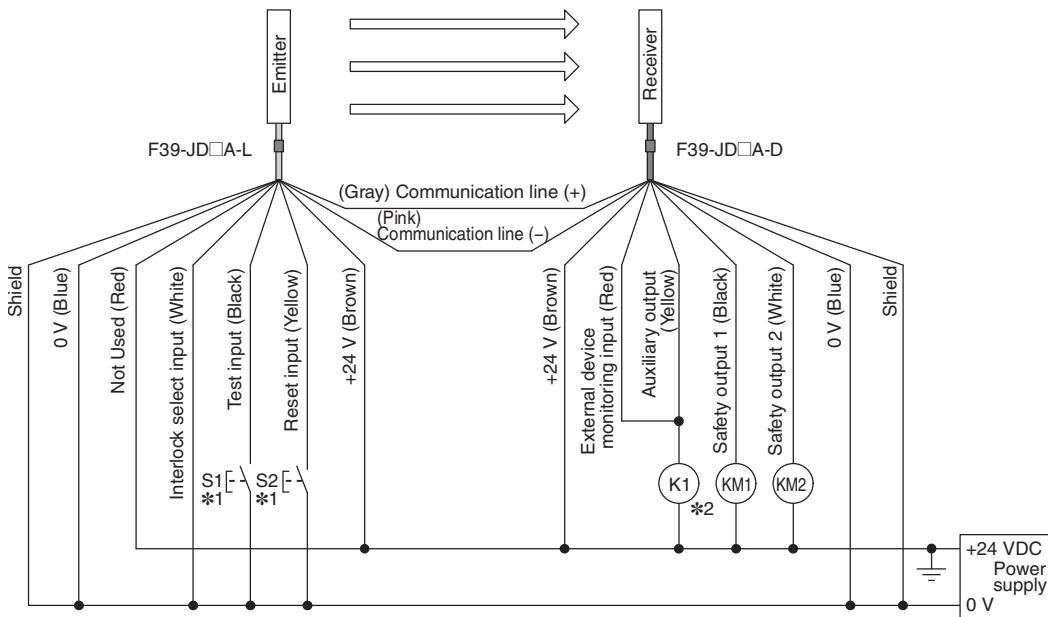 Emitter
Receiver
F39-JD□A-L
F39-JD□A-D
(Gray) Communication line (+)
(Pink)
Communication line (–)
Shield
0 V (Blue)
Not Used (Red)
Interlock select input (White)
Test input (Black)
Reset input (Yellow)
+24 V (Brown)
+24 V (Brown)
External device
monitoring input (Red)
Auxiliary output
(Yellow)
Safety output 1 (Black)
Safety output 2 (White)
0 V (Blue)
Shield
S1
✱1
S2
✱1
K1
✱2
KM1
KM2
+24 VDC
Power
supply
0 V